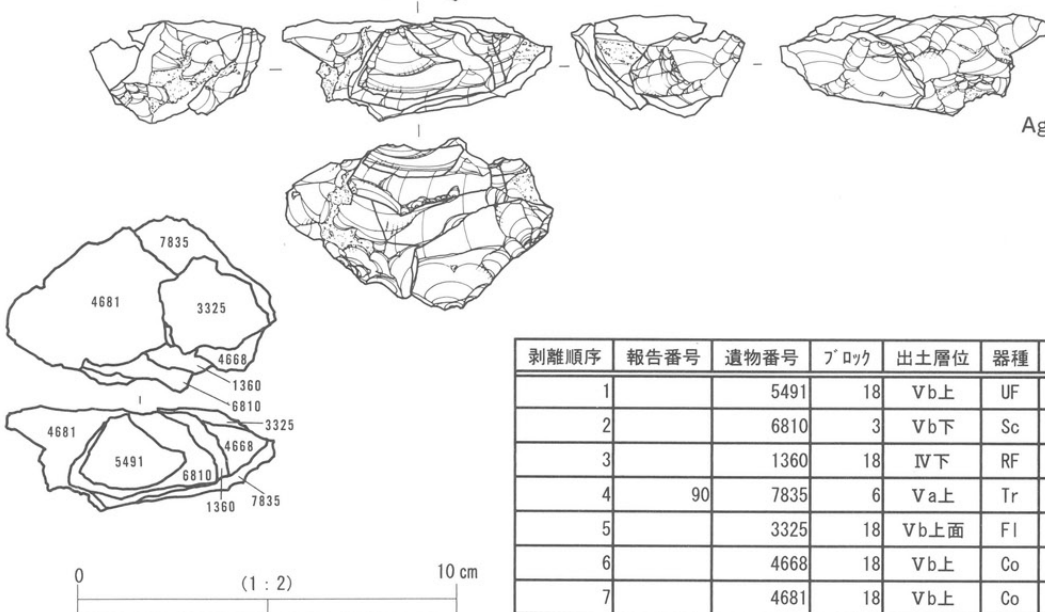 Ag
7835
4681
3325
4668
1360
6810
3325
4681
4668
5491
6810
1360
7835
0 (1:2) 10 cm
剥離順序 報告番号 遺物番号 ブロック 出土層位 器種
1 5491 18 Ⅴb上 UF
2 6810 3 Ⅴb下 Sc
3 1360 18 Ⅳ下 RF
4 90 7835 6 Ⅴa上 Tr
5 3325 18 Ⅴb上面 Fl
6 4668 18 Ⅴb上 Co
7 4681 18 Ⅴb上 Co